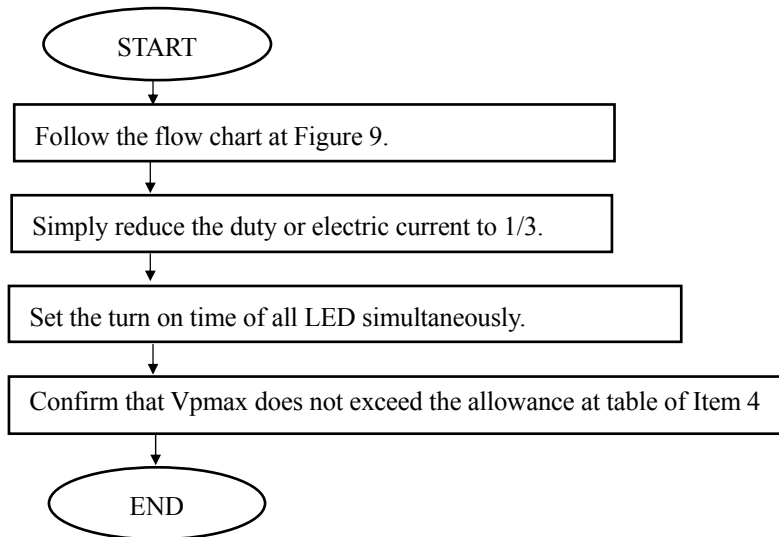 START
Follow the flow chart at Figure 9.
Simply reduce the duty or electric current to 1/3.
Set the turn on time of all LED simultaneously.
Confirm that Vpmax does not exceed the allowance at table of Item 4
END